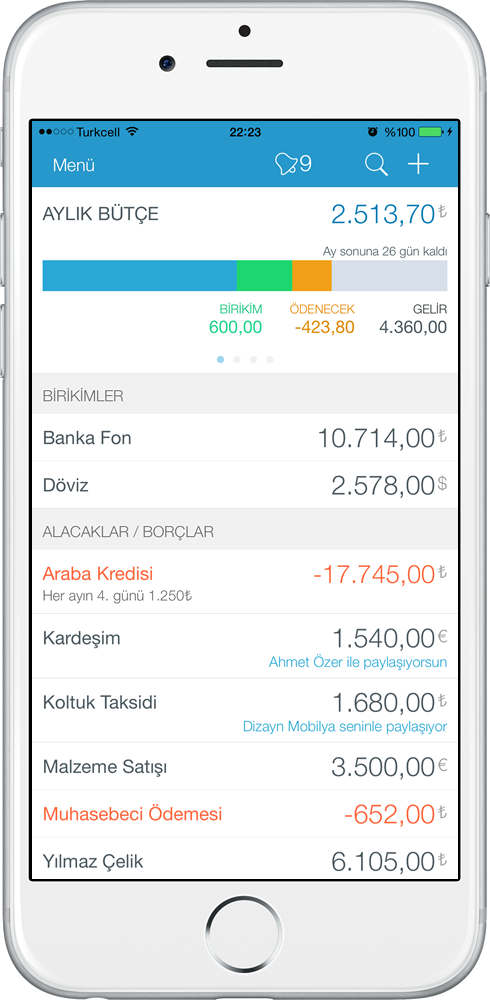 Turkcell 22:23 %100
Menü 9
AYLIK BÜTÇE 2.513,70₺
Ay sonuna 26 gün kaldı
BİRİKİM ÖDENECEK GELİR
600,00 -423,80 4.360,00
BİRİKİMLER
Banka Fon 10.714,00₺
Döviz 2.578,00$
ALACAKLAR / BORÇLAR
Araba Kredisi -17.745,00₺
Her ayın 4. günü 1.250₺
Kardeşim 1.540,00€
Ahmet Özer ile paylaşıyorsun
Koltuk Taksidi 1.680,00₺
Dizayn Mobilya seninle paylaşıyor
Malzeme Satışı 3.500,00€
Muhasebeci Ödemesi -652,00₺
Yılmaz Çelik 6.105,00₺